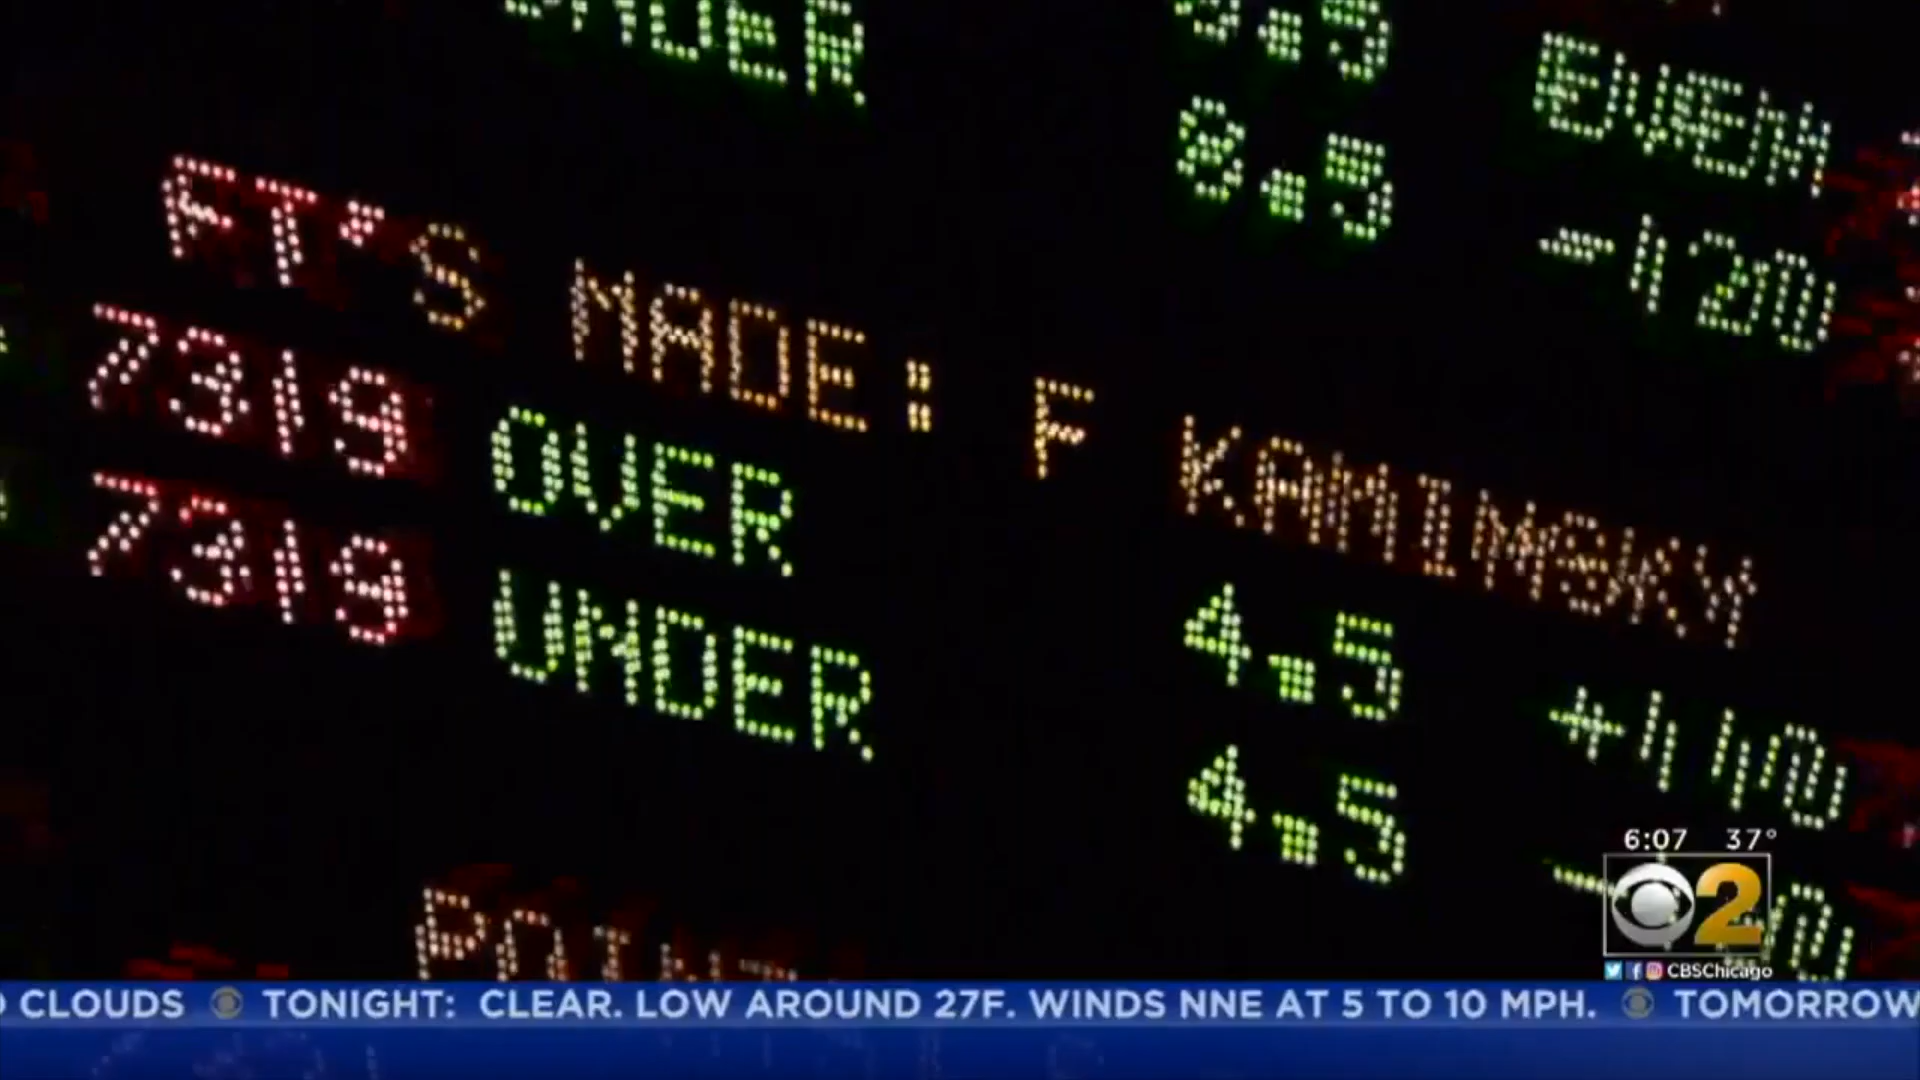 UNDER 8.5 -120
EVEN
FT'S MADE: F KAMINSKY
7319 OVER 4.5 +110
7319 UNDER 4.5
6:07 37°
2
CBSChicago
CLOUDS TONIGHT: CLEAR. LOW AROUND 27F. WINDS NNE AT 5 TO 10 MPH. TOMORROW